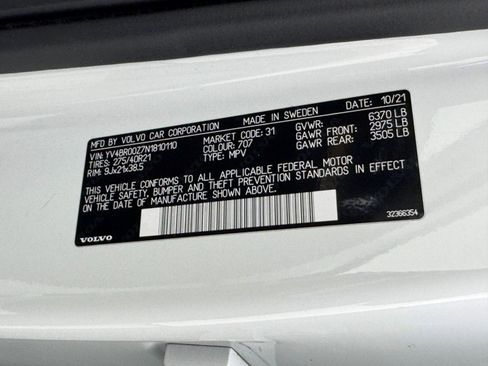 MFD BY VOLVO CAR CORPORATION MADE IN SWEDEN DATE: 10/21
VIN: YV4BR00Z7N1810110 MARKET: 31 GVWR: 6370 LB
TIRES: 275/40R21 COLOUR: 707 GAWR FRONT: 2975 LB
RIM: 9Jx21x38.5 TYPE: MPV GAWR REAR: 3505 LB
THIS VEHICLE CONFORMS TO ALL APPLICABLE FEDERAL MOTOR
VEHICLE SAFETY, BUMPER AND THEFT PREVENTION STANDARDS IN EFFECT
ON THE DATE OF MANUFACTURE SHOWN ABOVE.
VOLVO 32366354